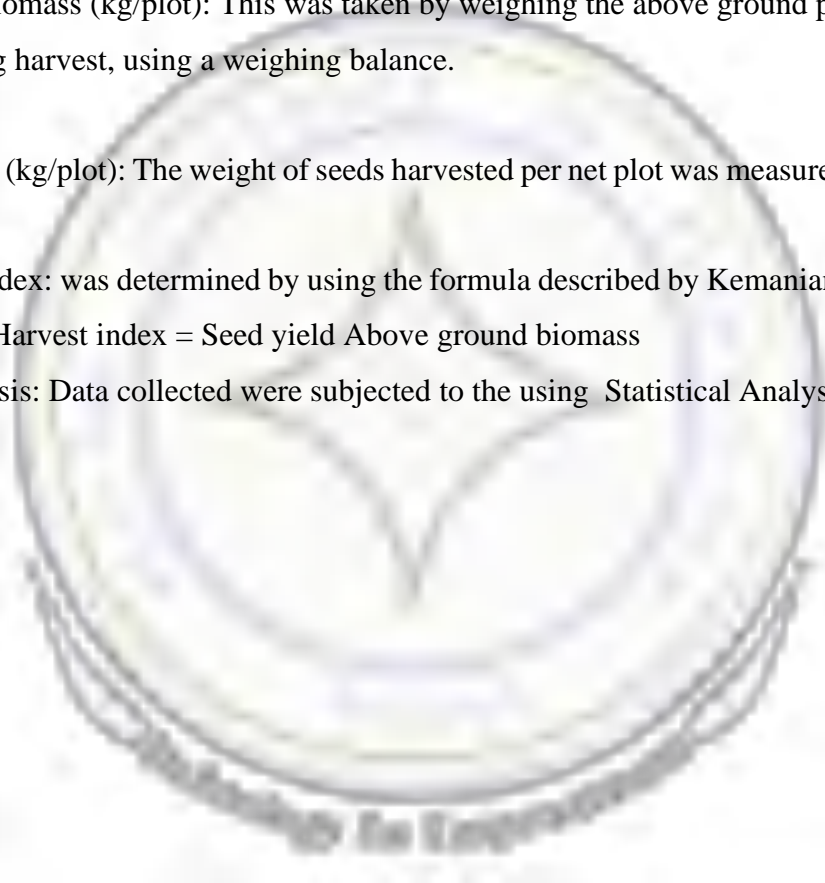 iomass (kg/plot): This was taken by weighing the above ground p
g harvest, using a weighing balance.
(kg/plot): The weight of seeds harvested per net plot was measure
dex: was determined by using the formula described by Kemanian
Harvest index = Seed yield Above ground biomass
sis: Data collected were subjected to the using Statistical Analys